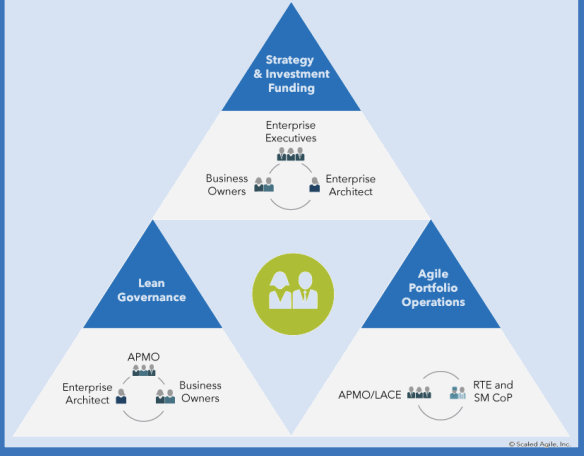 Strategy
& Investment
Funding
Enterprise
Executives
Business
Owners
Enterprise
Architect
Lean
Governance
Agile
Portfolio
Operations
APMO
Enterprise
Architect
Business
Owners
APMO/LACE
RTE and
SM CoP
© Scaled Agile, Inc.